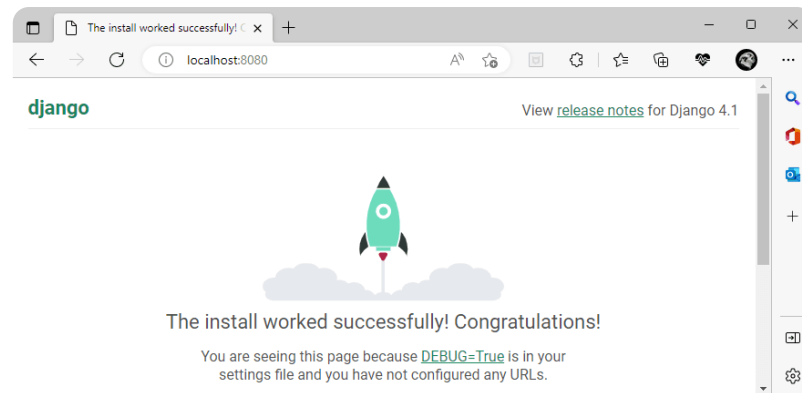 The install worked successfully! C
localhost:8080
django
View release notes for Django 4.1
The install worked successfully! Congratulations!
You are seeing this page because DEBUG=True is in your
settings file and you have not configured any URLs.